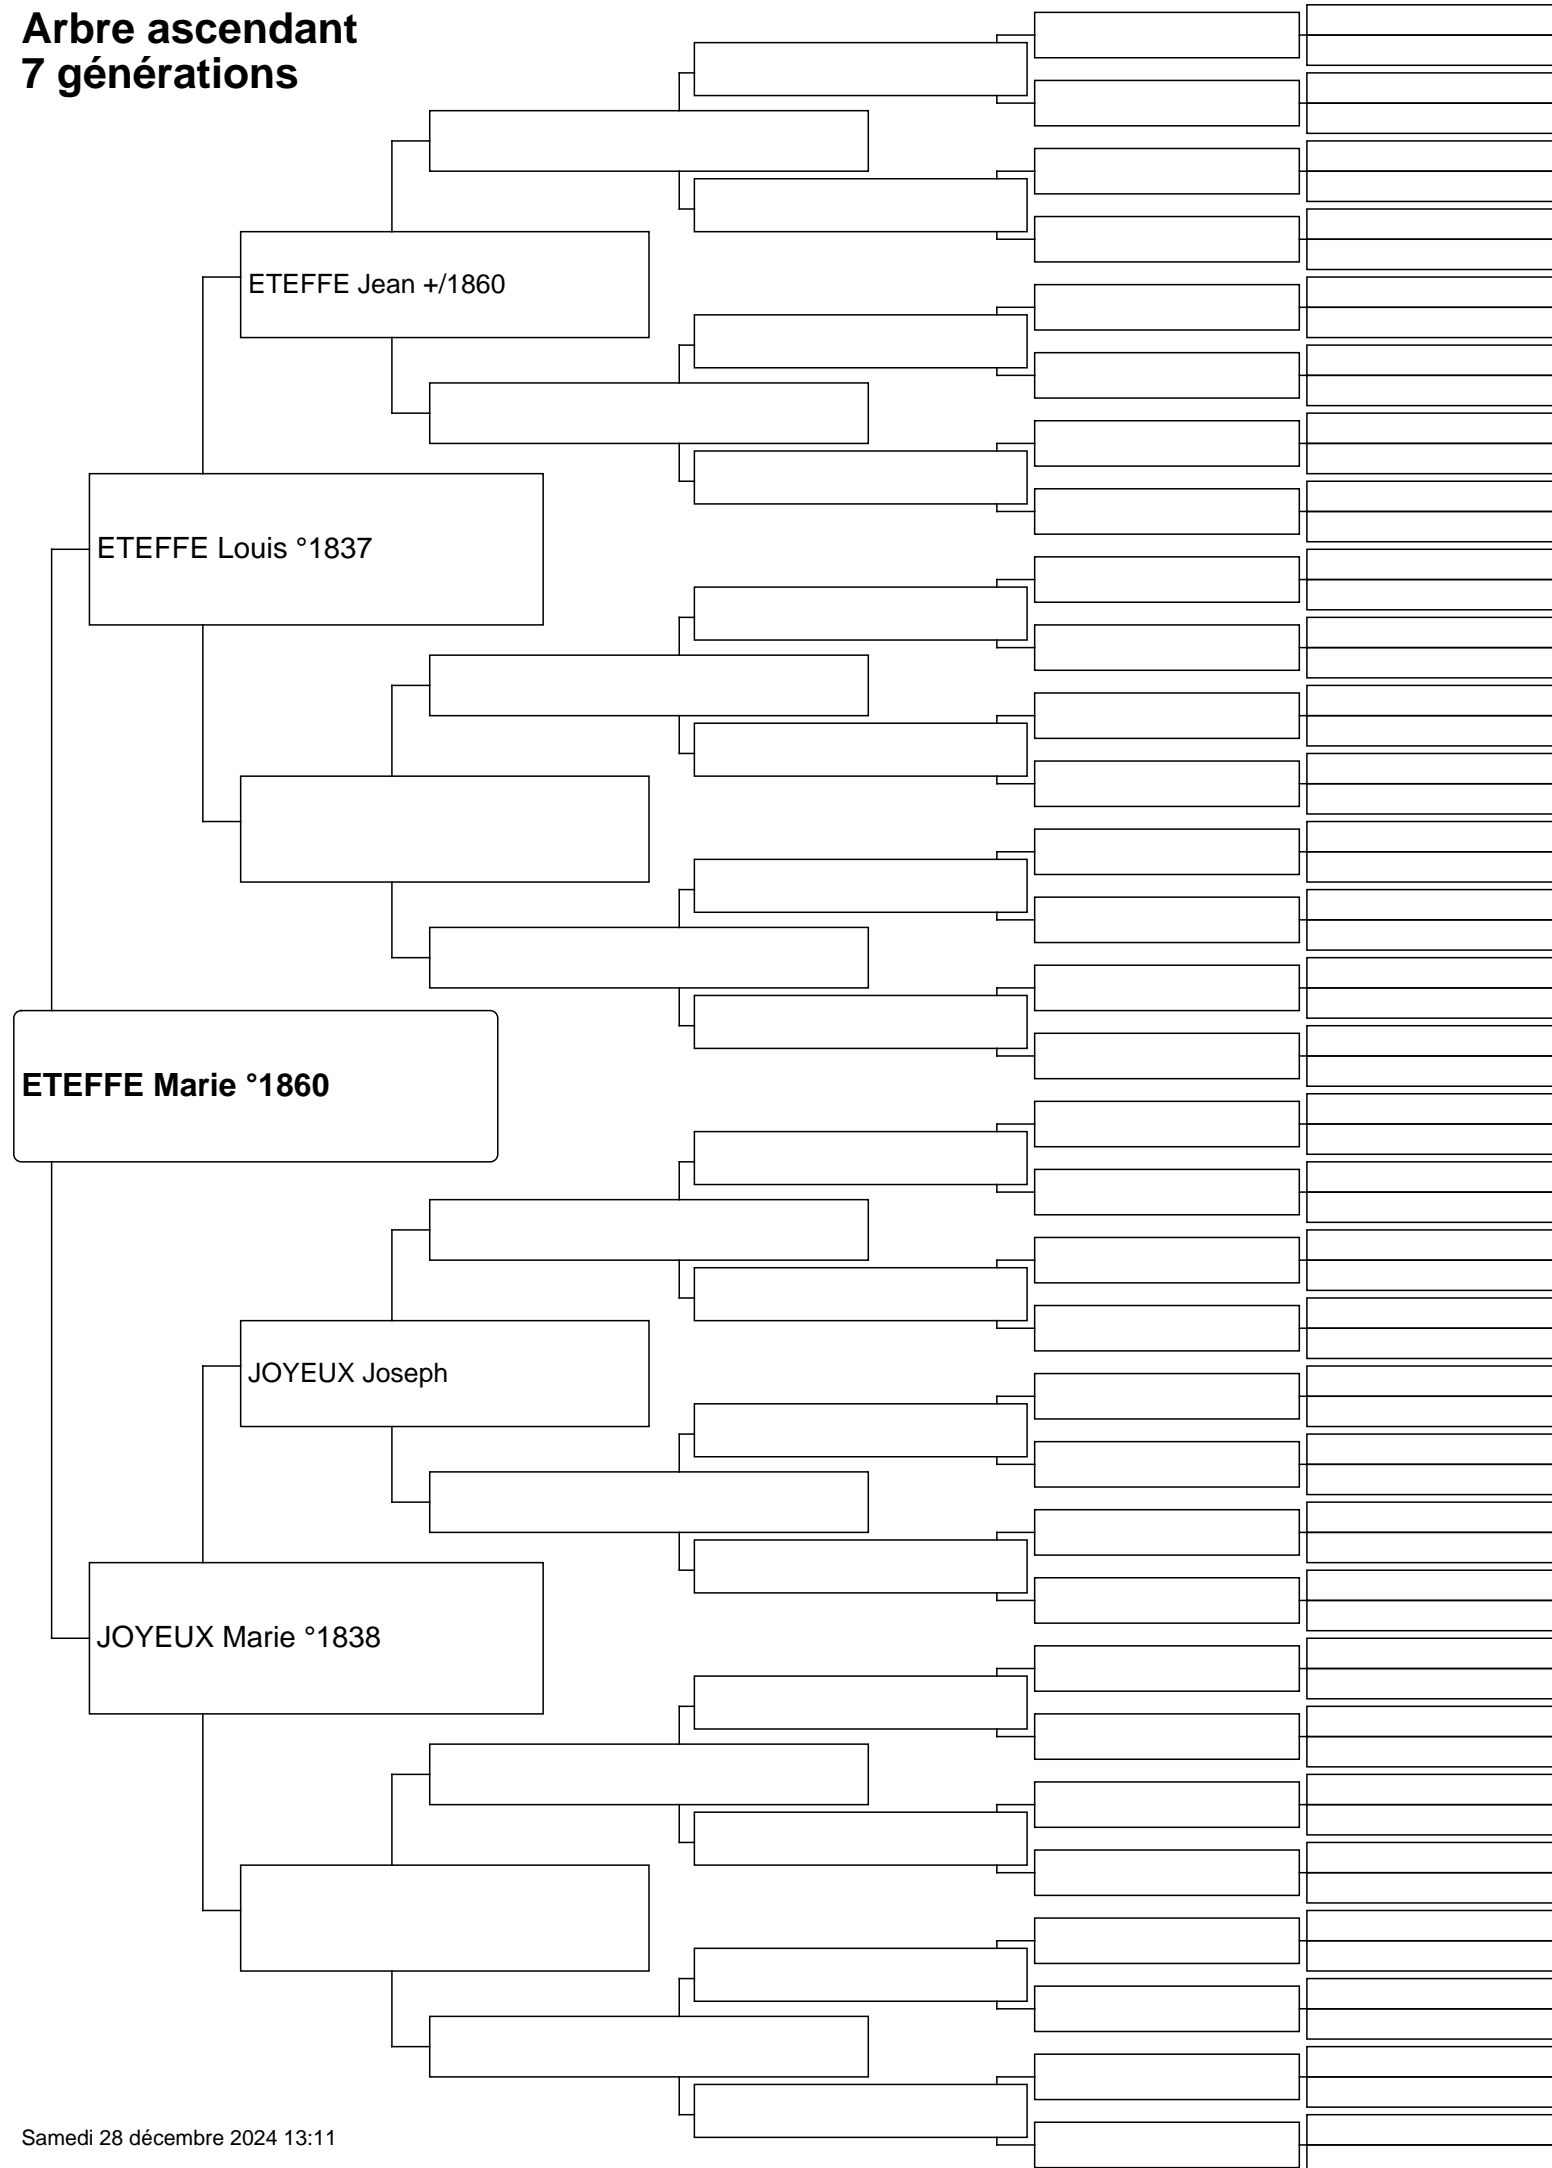 Arbre ascendant
7 générations
ETEFFE Jean +/1860
ETEFFE Louis °1837
ETEFFE Marie °1860
JOYEUX Joseph
JOYEUX Marie °1838
Samedi 28 décembre 2024 13:11